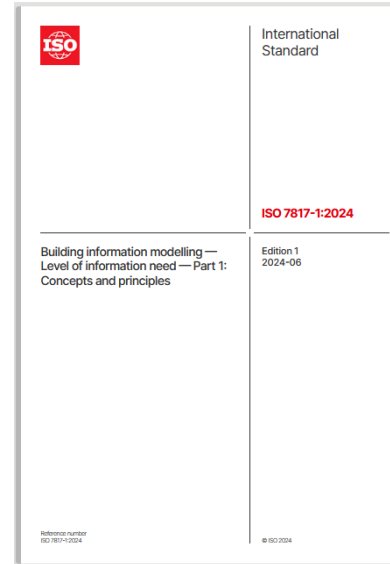 ISO
International
Standard
ISO 7817-1:2024
Building information modelling —
Level of information need — Part 1:
Concepts and principles
Edition 1
2024-06
Reference number
ISO 7817-1:2024
© ISO 2024